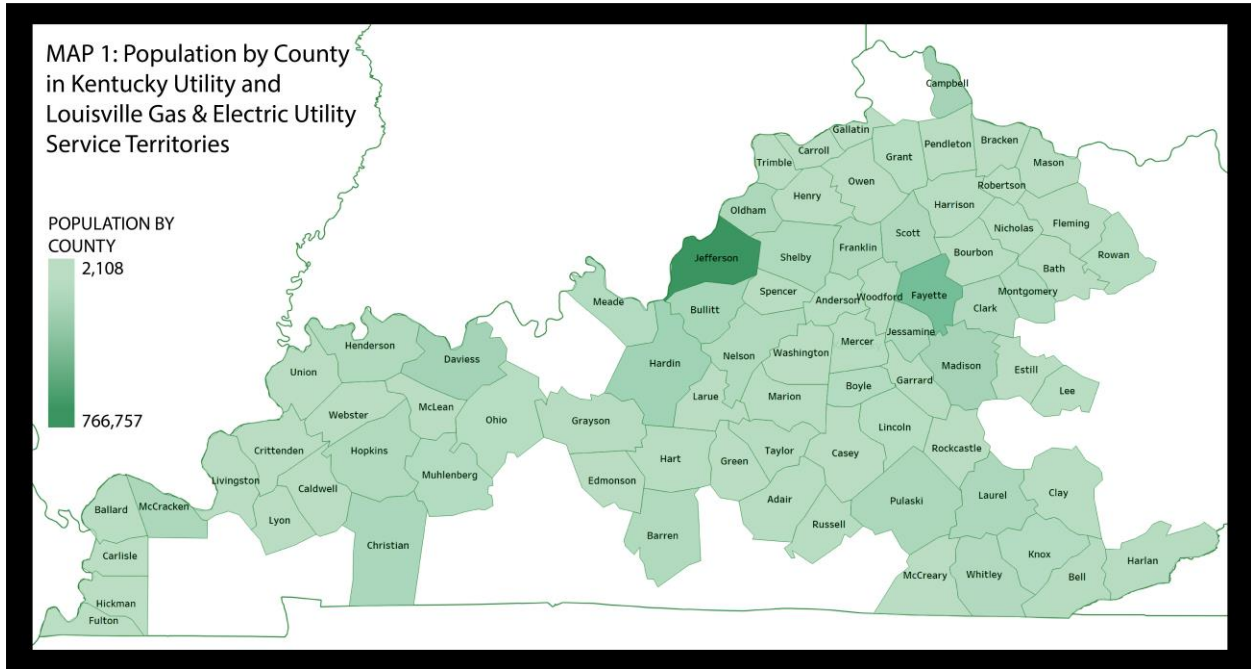 MAP 1: Population by County
in Kentucky Utility and
Louisville Gas & Electric Utility
Service Territories
POPULATION BY
COUNTY
2,108
766,757
Campbell
Gallatin
Carroll
Trimble
Grant
Pendleton
Bracken
Mason
Owen
Henry
Robertson
Oldham
Harrison
Fleming
Nicholas
Scott
Franklin
Shelby
Jefferson
Bourbon
Rowan
Bath
Montgomery
Spencer
Anderson
Woodford
Fayette
Clark
Meade
Bullitt
Jessamine
Mercer
Henderson
Daviess
Hardin
Nelson
Washington
Madison
Estill
Union
Boyle
Garrard
Lee
Larue
Marion
McLean
Webster
Ohio
Grayson
Lincoln
Rockcastle
Crittenden
Hopkins
Hart
Green
Taylor
Casey
Livingston
Caldwell
Muhlenberg
Edmonson
Clay
Laurel
Pulaski
Adair
Ballard
McCracken
Lyon
Russell
Barren
Christian
Knox
Harlan
Carlisle
McCreary
Whitley
Bell
Hickman
Fulton